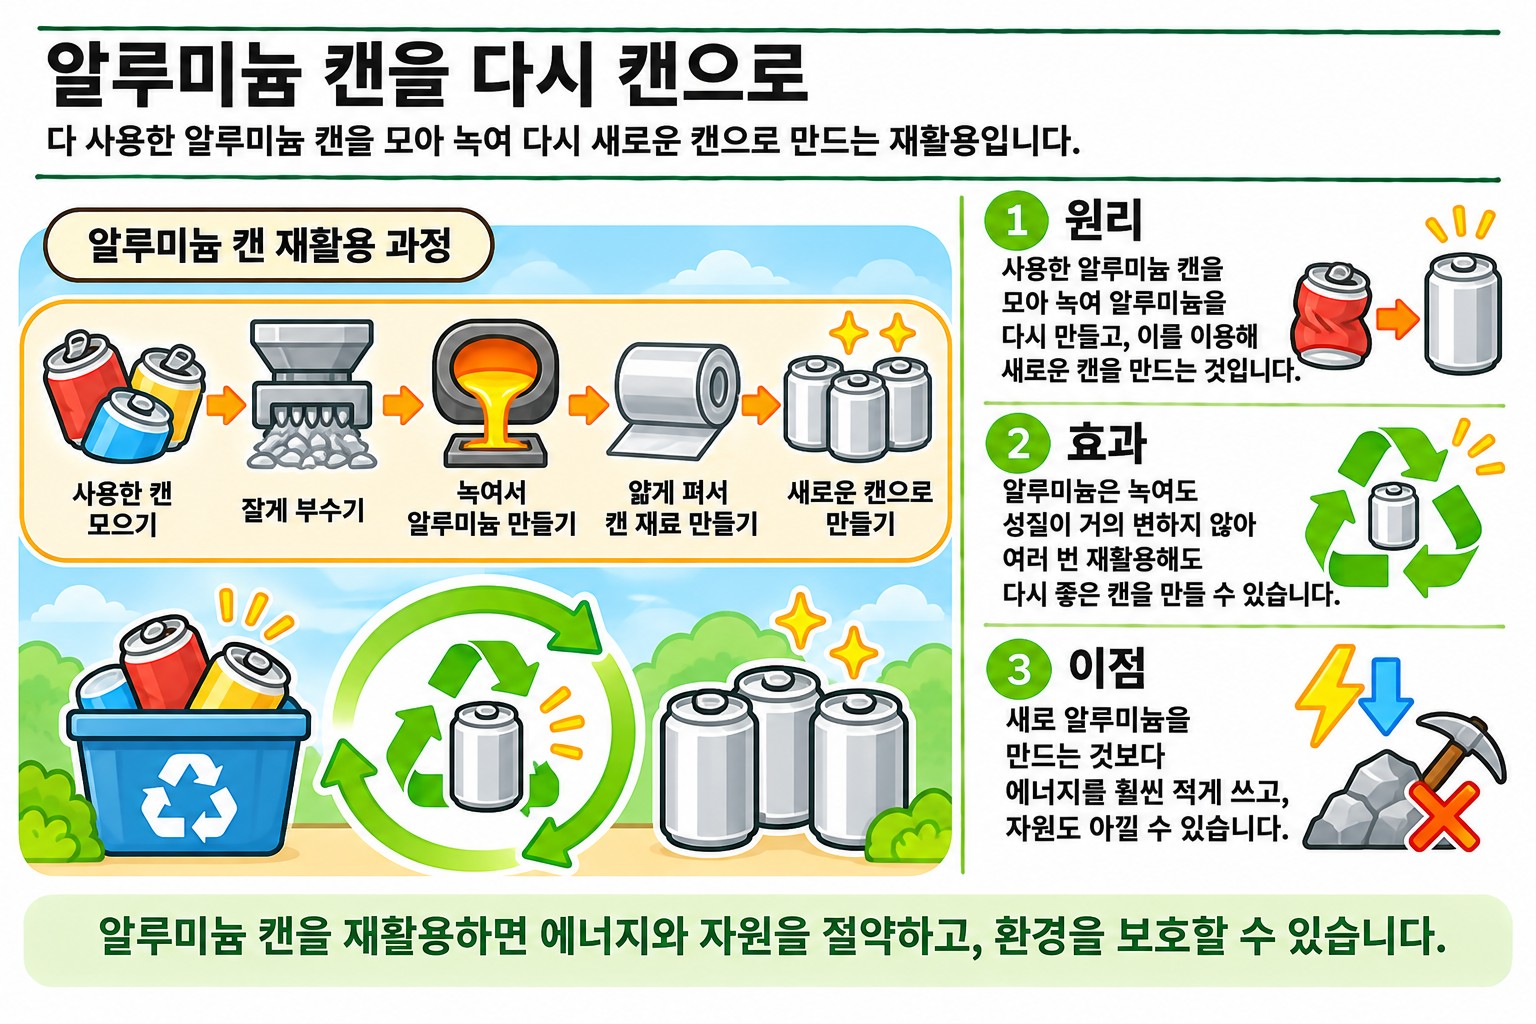 알루미늄 캔을 다시 캔으로
다 사용한 알루미늄 캔을 모아 녹여 다시 새로운 캔으로 만드는 재활용입니다.
알루미늄 캔 재활용 과정
사용한 캔
모으기
잘게 부수기
녹여서
알루미늄 만들기
얇게 펴서
캔 재료 만들기
새로운 캔으로
만들기
1 원리
사용한 알루미늄 캔을
모아 녹여 알루미늄을
다시 만들고, 이를 이용해
새로운 캔을 만드는 것입니다.
2 효과
알루미늄은 녹여도
성질이 거의 변하지 않아
여러 번 재활용해도
다시 좋은 캔을 만들 수 있습니다.
3 이점
새로 알루미늄을
만드는 것보다
에너지를 훨씬 적게 쓰고,
자원도 아낄 수 있습니다.
알루미늄 캔을 재활용하면 에너지와 자원을 절약하고, 환경을 보호할 수 있습니다.